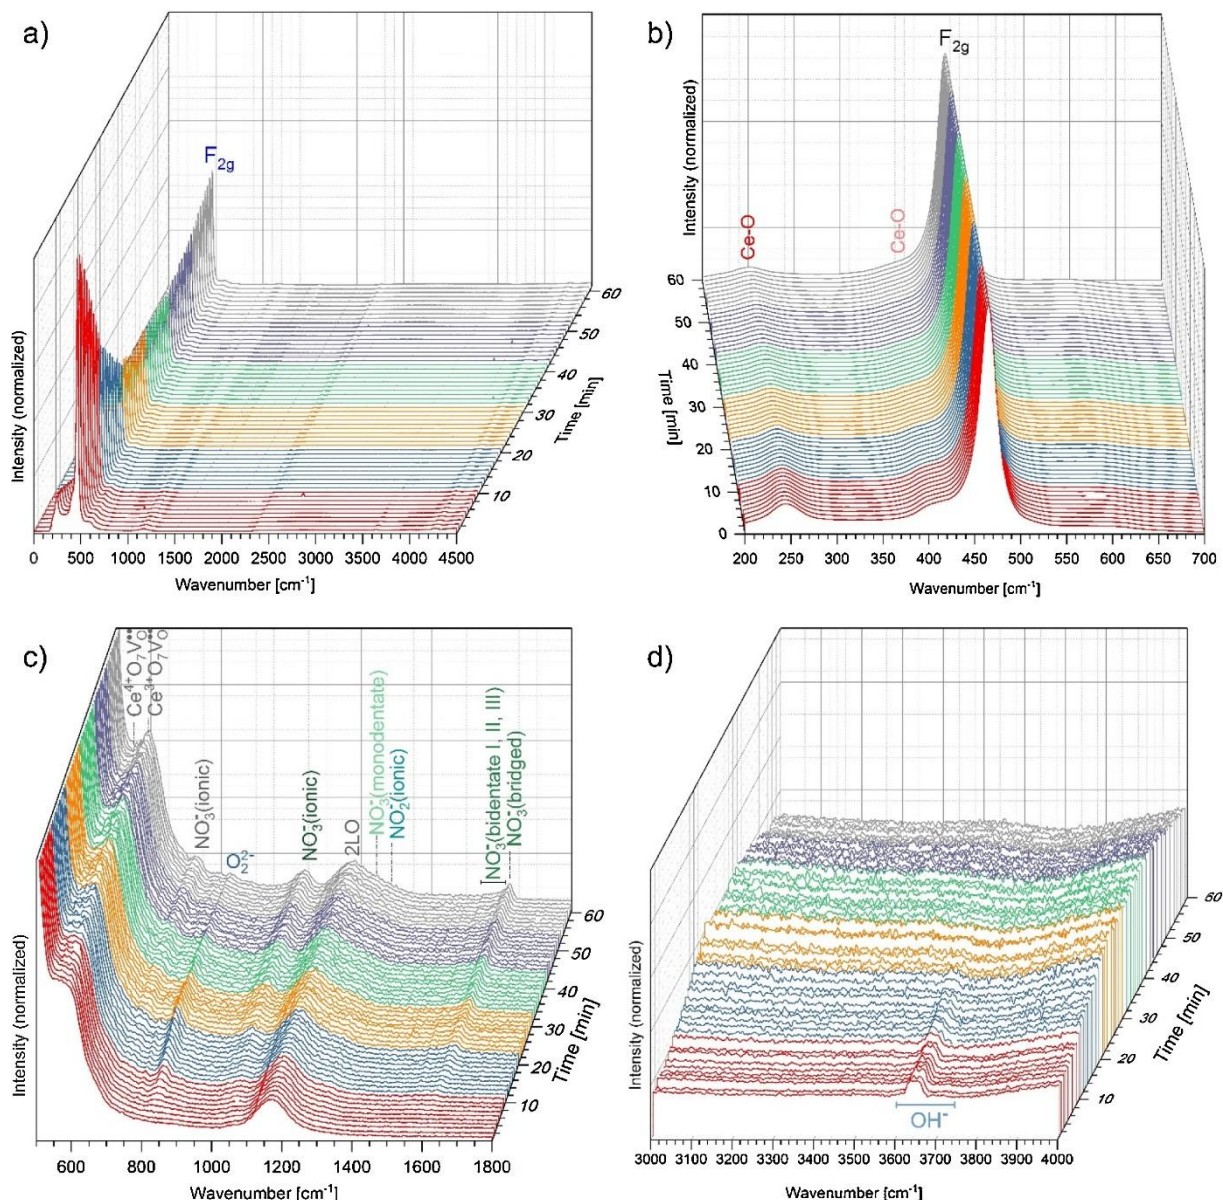 a)
F2g
Intensity (normalized)
60
50
40
30
20
10
Time [min]
0 500 1000 1500 2000 2500 3000 3500 4000 4500
Wavenumber [cm-1]
b)
F2g
Ce-O
Ce-O
Intensity (normalized)
60
50
40
30
20
10
0
Time [min]
200 250 300 350 400 450 500 550 600 650 700
Wavenumber [cm-1]
c)
Ce4+O7VO••
Ce3+O7VO••
NO3-(ionic)
O22-
NO3-(ionic)
2LO
NO3-(monodentate)
NO2-(ionic)
NO3-(bidentate I, II, III)
NO3-(bridged)
Intensity (normalized)
60
50
40
30
20
10
Time [min]
600 800 1000 1200 1400 1600 1800
Wavenumber [cm-1]
d)
Intensity (normalized)
OH-
60
50
40
30
20
10
Time [min]
3000 3100 3200 3300 3400 3500 3600 3700 3800 3900 4000
Wavenumber [cm-1]